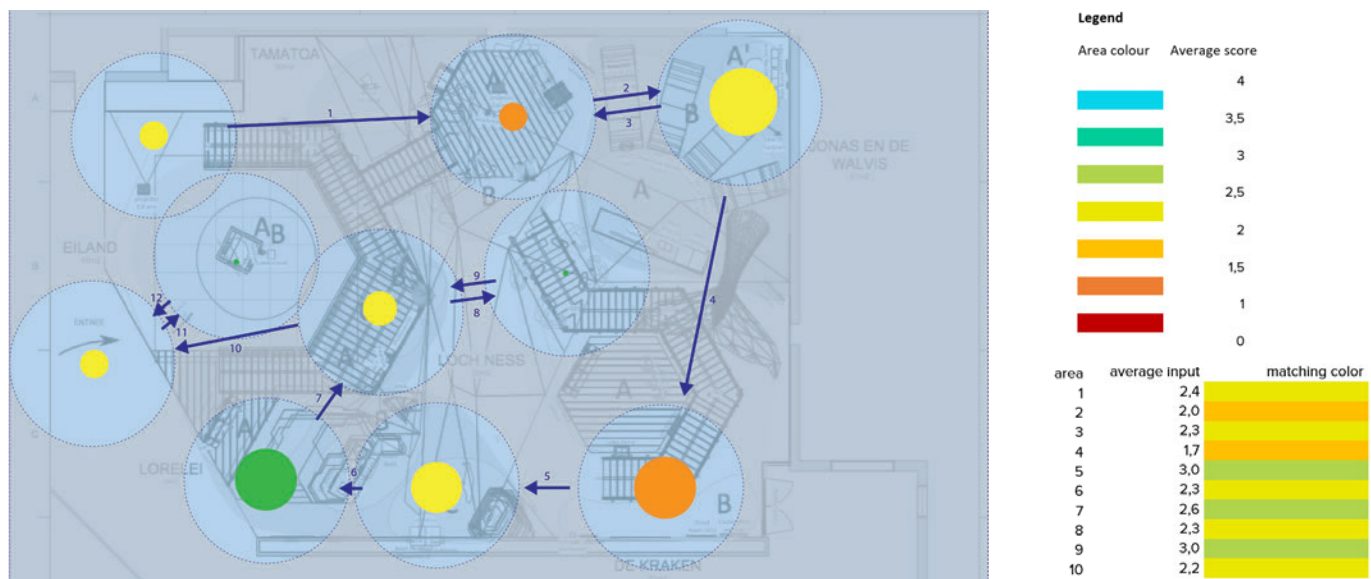 TAMATOA
A
A'
B
2
1
3
A
B
JONAS EN DE
WALVIS
A
A
B
EILAND
B
12
9
8
4
11
ENTREE
10
LOCH NESS
A
7
A
C
A
B
LORELEI
6
5
C
B
DE KRAKEN
Legend
Area colour Average score
4
3,5
3
2,5
2
1,5
1
0
area average input matching color
1 2,4
2 2,0
3 2,3
4 1,7
5 3,0
6 2,3
7 2,6
8 2,3
9 3,0
10 2,2